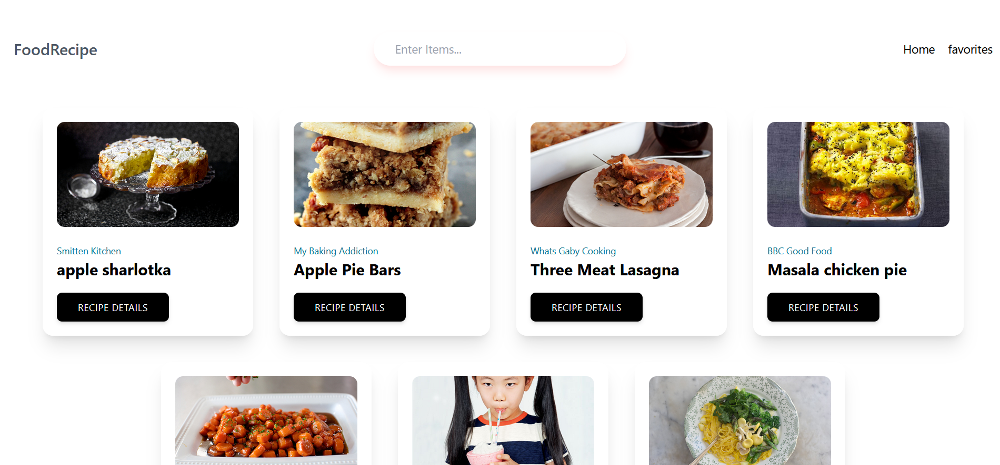 FoodRecipe
Enter Items...
Home favorites
Smitten Kitchen
apple sharlotka
RECIPE DETAILS
My Baking Addiction
Apple Pie Bars
RECIPE DETAILS
Whats Gaby Cooking
Three Meat Lasagna
RECIPE DETAILS
BBC Good Food
Masala chicken pie
RECIPE DETAILS